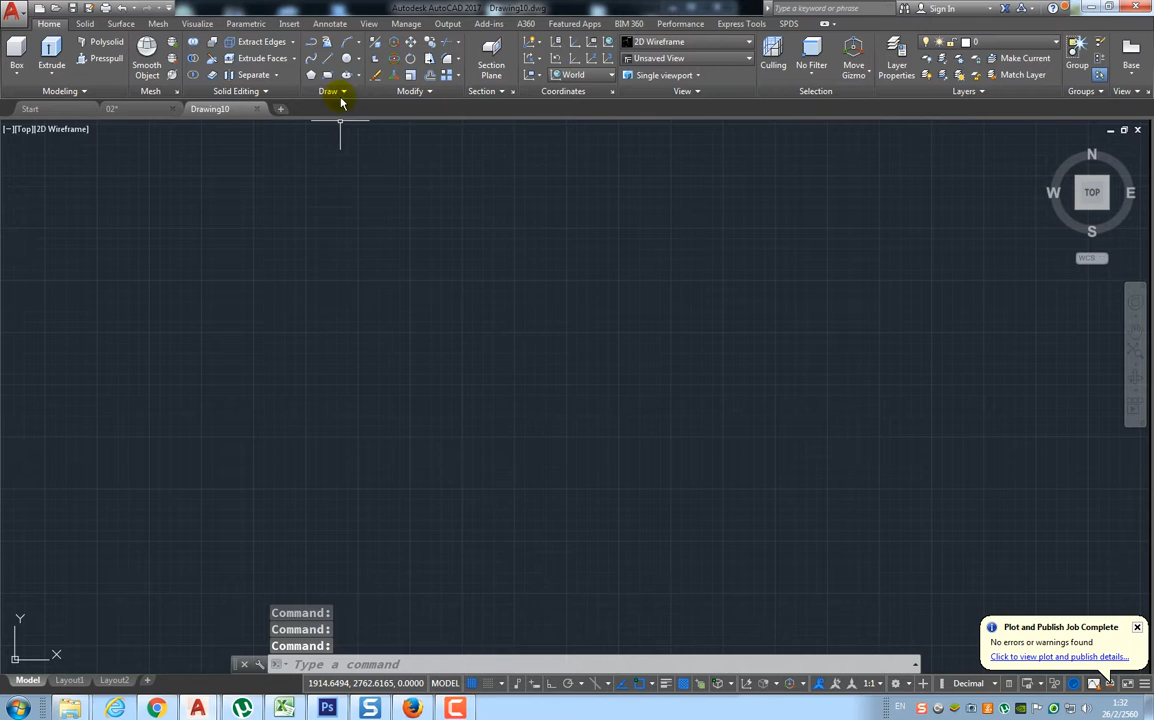 Autodesk AutoCAD 2017 Drawing10.dwg
Type a keyword or phrase
Sign In
Home Solid Surface Mesh Visualize Parametric Insert Annotate View Manage Output Add-ins A360 Featured Apps BIM 360 Performance Express Tools SPDS
Box
Extrude
Polysolid
Presspull
Smooth
Object
Extract Edges
Extrude Faces
Separate
Section
Plane
World
2D Wireframe
Unsaved View
Single viewport
Culling
No Filter
Move
Gizmo
Layer
Properties
0
Make Current
Match Layer
Group
Base
Modeling Mesh Solid Editing Draw Modify Section Coordinates View Selection Layers Groups View
Start 02* Drawing10
[−][Top][2D Wireframe]
N
W TOP E
S
WCS
Y
X
Command:
Command:
Command:
Type a command
Plot and Publish Job Complete
No errors or warnings found
Click to view plot and publish details...
Model Layout1 Layout2
1914.6494, 2762.6165, 0.0000 MODEL
1:1
Decimal
EN
1:32
26/2/2560